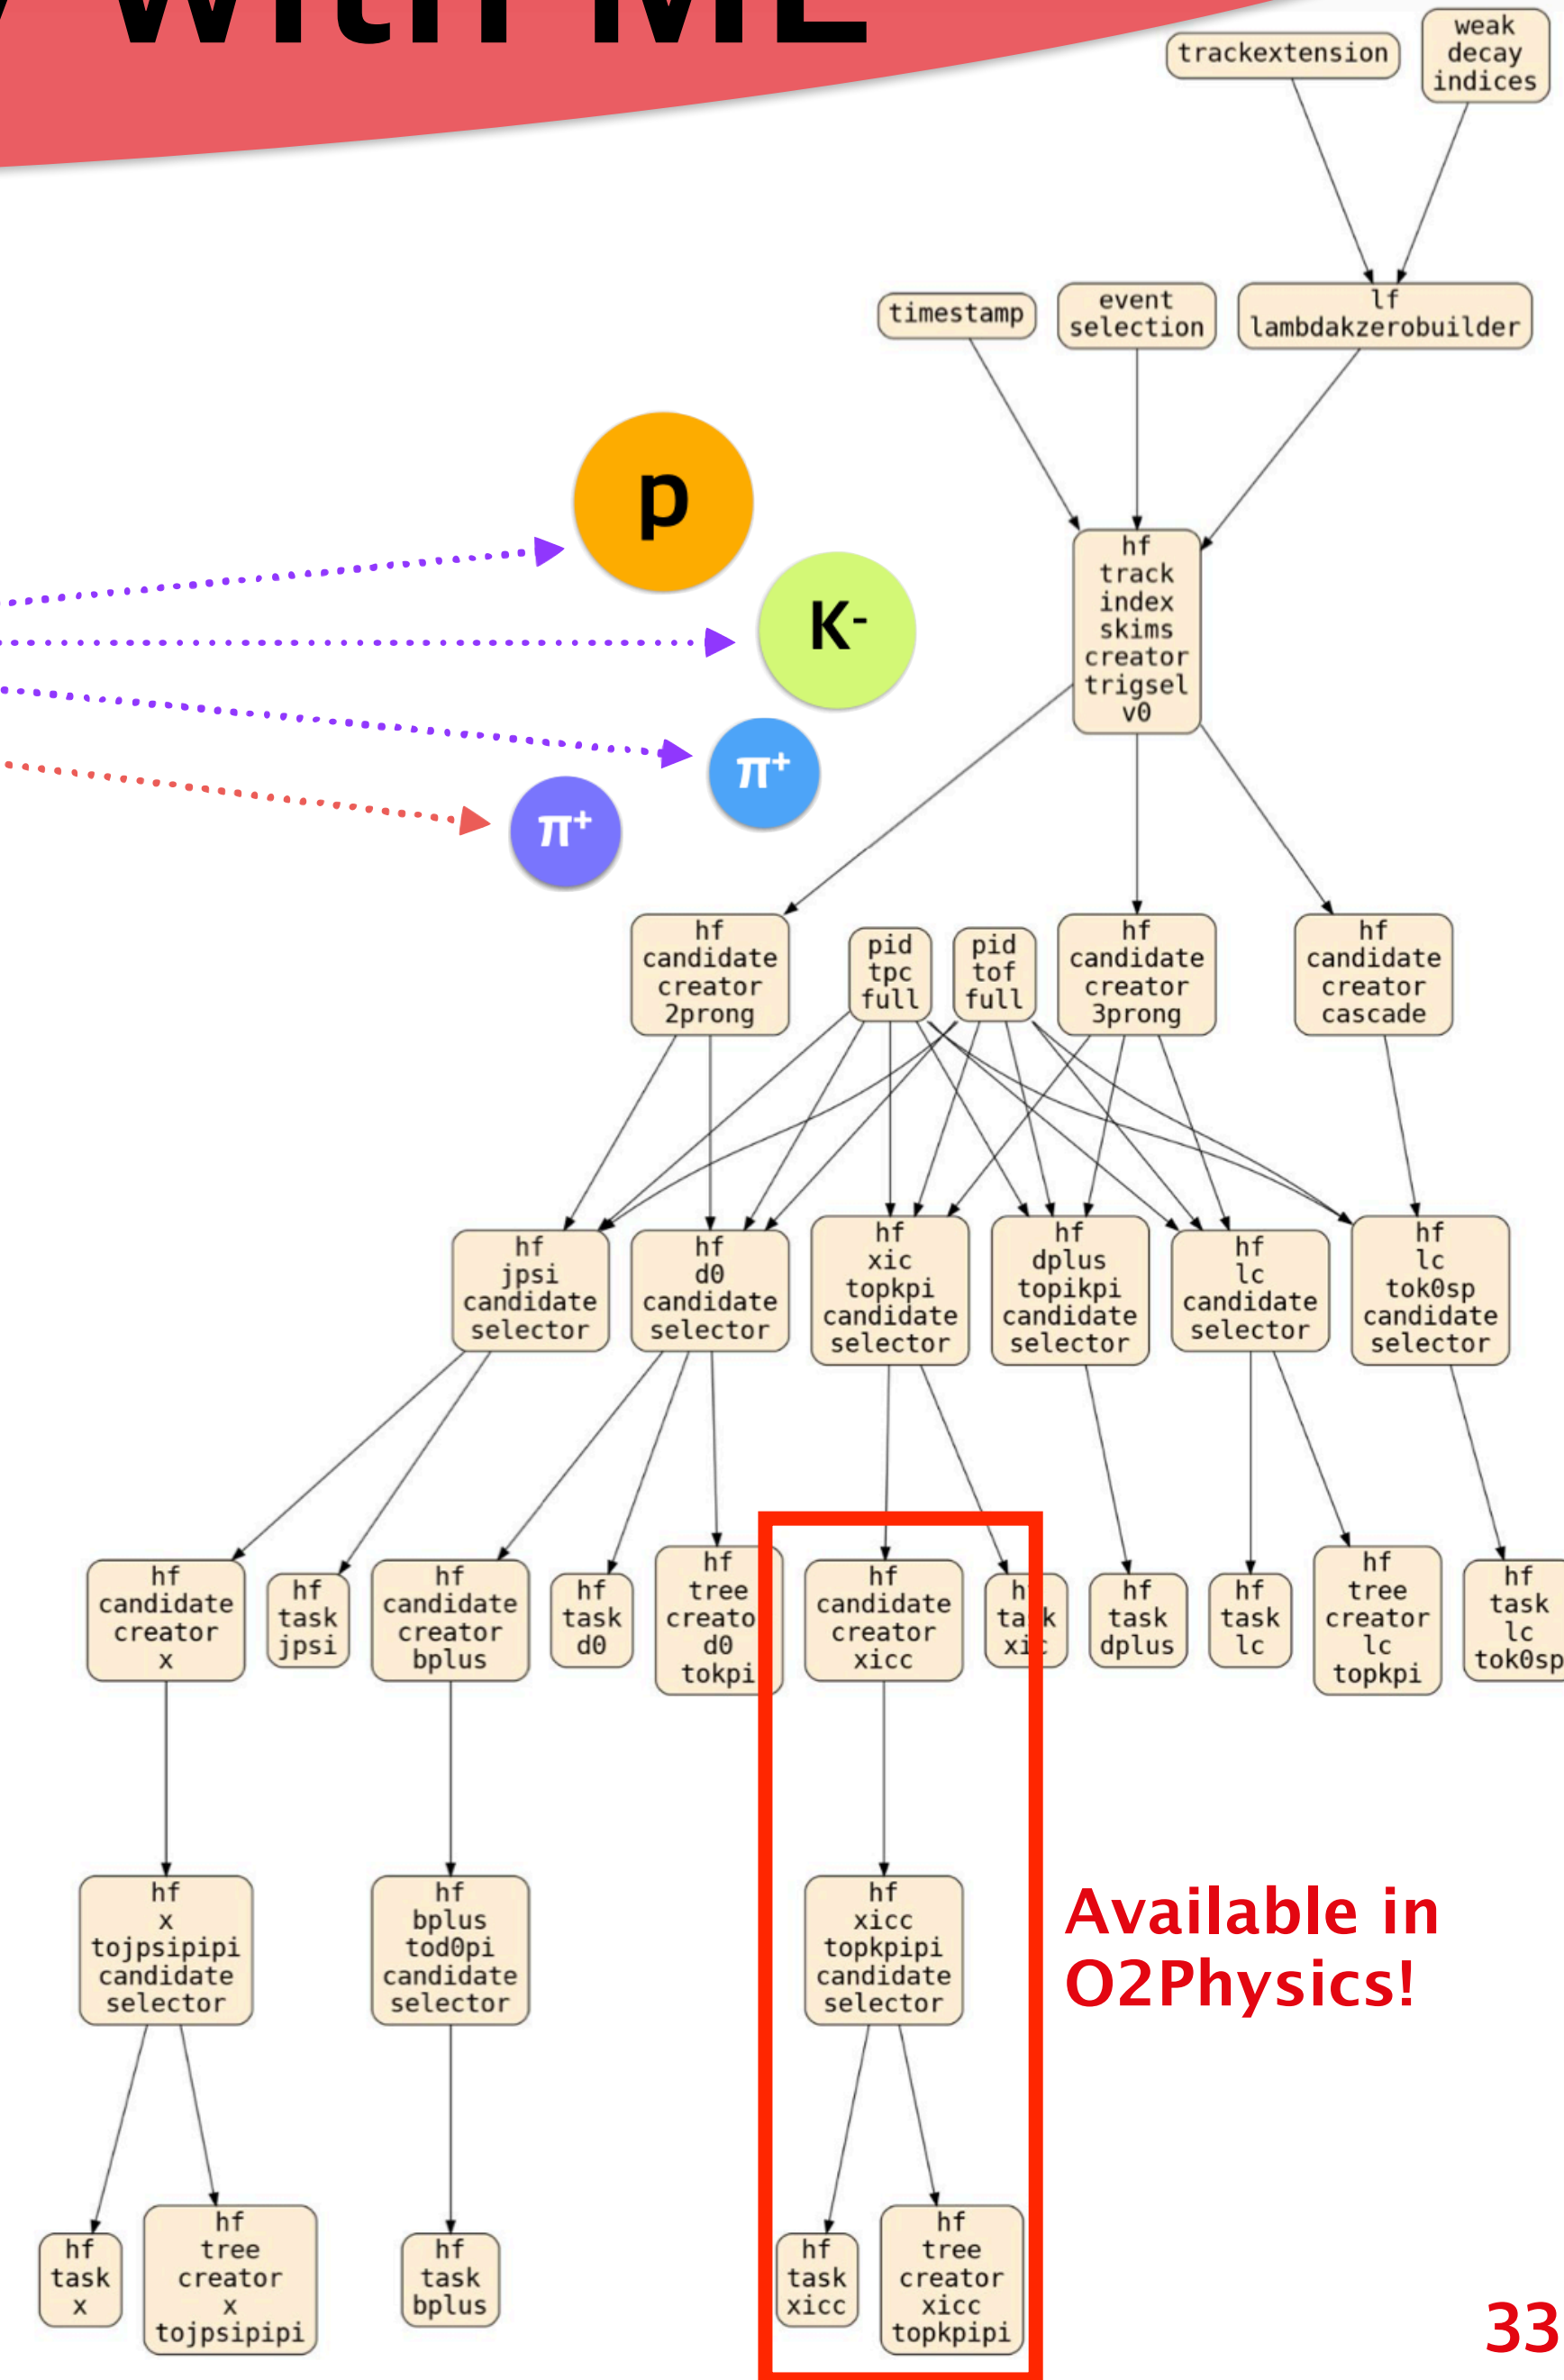 with ME
trackextension
weak
decay
indices
timestamp
event
selection
lf
lambdakzerobuilder
p
K-
π+
π+
hf
track
index
skims
creator
trigsel
v0
hf
candidate
creator
2prong
pid
tpc
full
pid
tof
full
hf
candidate
creator
3prong
hf
candidate
creator
cascade
hf
jpsi
candidate
selector
hf
d0
candidate
selector
hf
xic
topkpi
candidate
selector
hf
dplus
topikpi
candidate
selector
hf
lc
candidate
selector
hf
lc
tok0sp
candidate
selector
hf
candidate
creator
x
hf
task
jpsi
hf
candidate
creator
bplus
hf
task
d0
hf
tree
creato
d0
tokpi
hf
candidate
creator
xicc
hf
task
xic
hf
task
dplus
hf
task
lc
hf
tree
creator
lc
topkpi
hf
task
lc
tok0sp
hf
x
tojpsipipi
candidate
selector
hf
bplus
tod0pi
candidate
selector
hf
xicc
topkpipi
candidate
selector
Available in
O2Physics!
hf
task
x
hf
tree
creator
x
tojpsipipi
hf
task
bplus
hf
task
xicc
hf
tree
creator
xicc
topkpipi
33